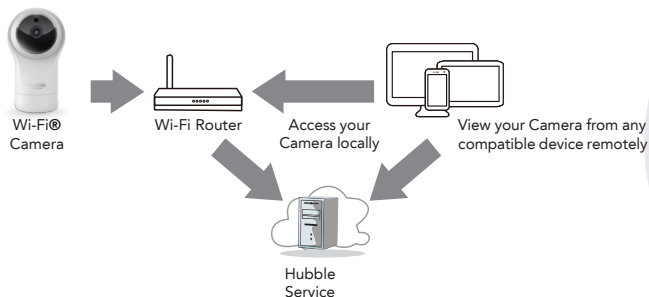 Wi-Fi®
Camera
Wi-Fi Router
Access your
Camera locally
View your Camera from any
compatible device remotely
Hubble
Service